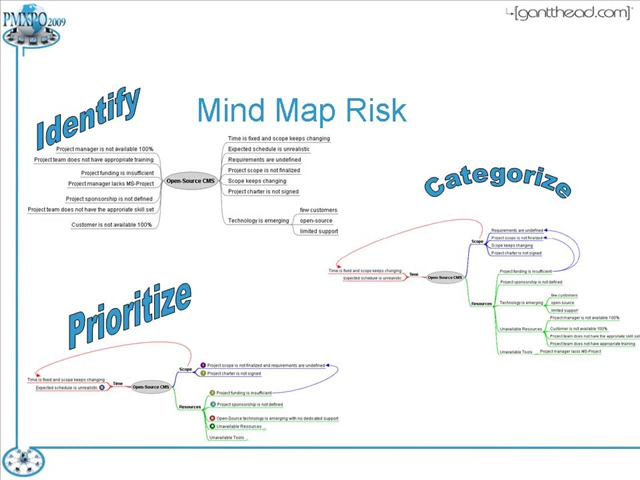 PMXPO
2009
[gantthead.com]
Mind Map Risk
Identify
Project manager is not available 100%
Project team does not have appropriate training
Project funding is insufficient
Project manager lacks MS-Project
Project sponsorship is not defined
Project team does not have the appropriate skill set
Customer is not available 100%
Open-Source CMS
Time is fixed and scope keeps changing
Expected schedule is unrealistic
Requirements are undefined
Project scope is not finalized
Scope keeps changing
Project charter is not signed
Technology is emerging
few customers
open-source
limited support
Categorize
Time is fixed and scope keeps changing
Expected schedule is unrealistic
Time
Open-Source CMS
Scope
Requirements are undefined
Project scope is not finalized
Scope keeps changing
Project charter is not signed
Resources
Project funding is insufficient
Project sponsorship is not defined
Technology is emerging
few customers
open-source
limited support
Unavailable Resources
Project manager is not available 100%
Customer is not available 100%
Project team does not have the appropriate skill set
Project team does not have appropriate training
Unavailable Tools
Project manager lacks MS-Project
Prioritize
Time is fixed and scope keeps changing
Expected schedule is unrealistic
Time
Open-Source CMS
Scope
Project scope is not finalized and requirements are undefined
Project charter is not signed
Resources
Project funding is insufficient
Project sponsorship is not defined
Open-Source technology is emerging with no dedicated support
Unavailable Resources
Unavailable Tools